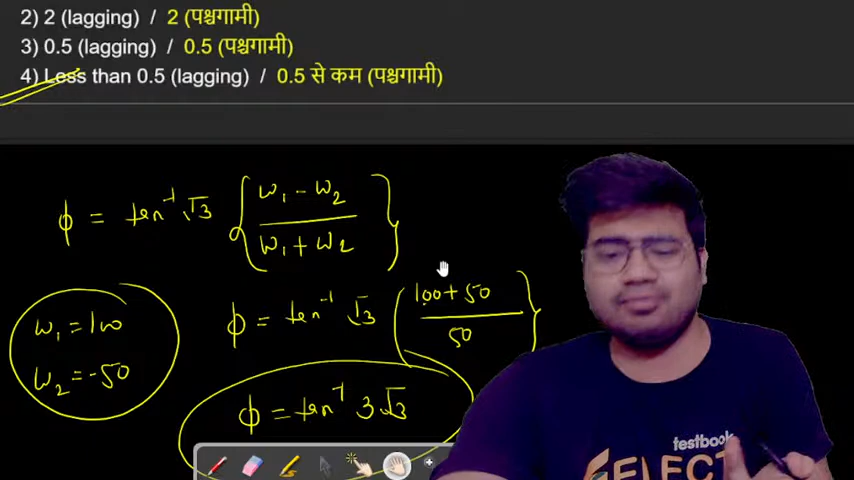 2) 2 (lagging) / 2 (पश्चगामी)
3) 0.5 (lagging) / 0.5 (पश्चगामी)
4) Less than 0.5 (lagging) / 0.5 से कम (पश्चगामी)
ϕ = tan⁻¹ √3 { (W₁ - W₂) / (W₁ + W₂) }
W₁ = 100
W₂ = -50
ϕ = tan⁻¹ √3 { (100 + 50) / 50 }
ϕ = tan⁻¹ 3√3
testbook
SELECT